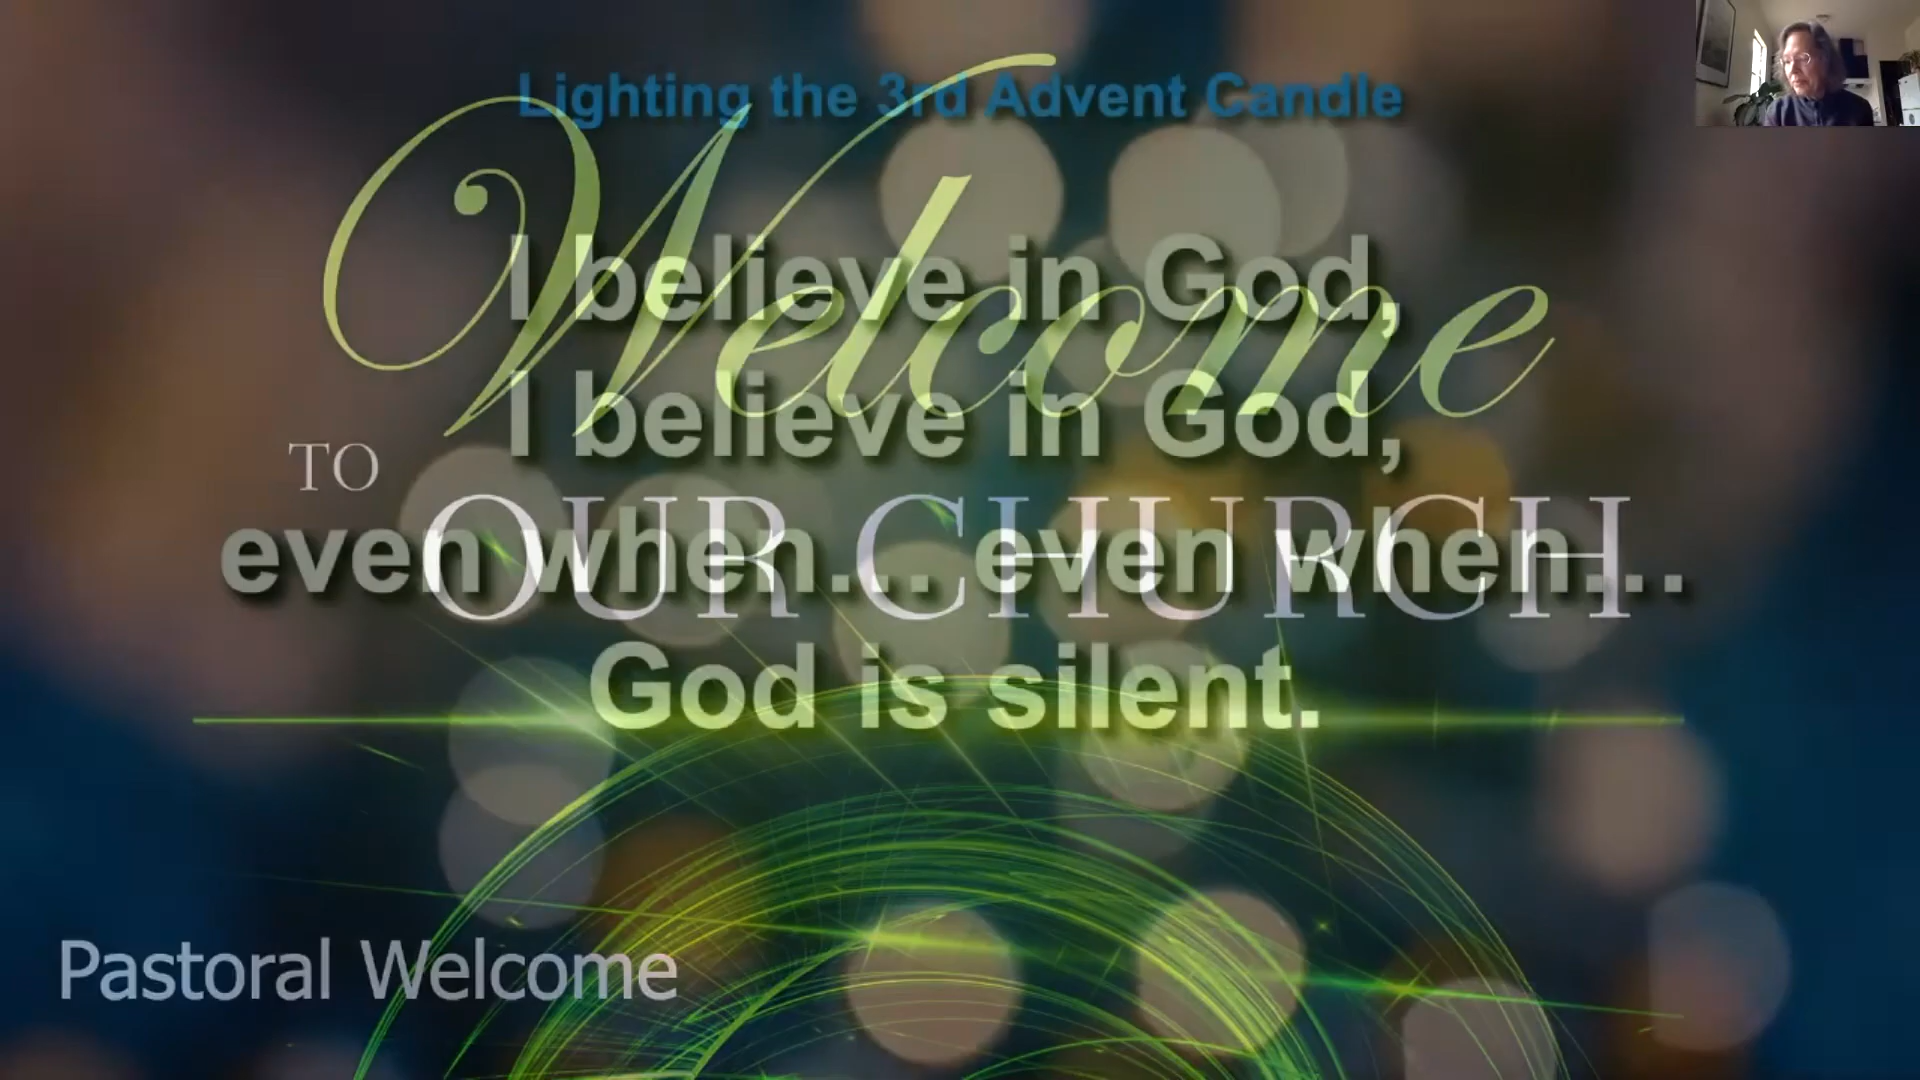 Lighting the 3rd Advent Candle
Welcome
I believe in God,
I believe in God,
TO
OUR CHURCH
even when... even when...
God is silent.
Pastoral Welcome